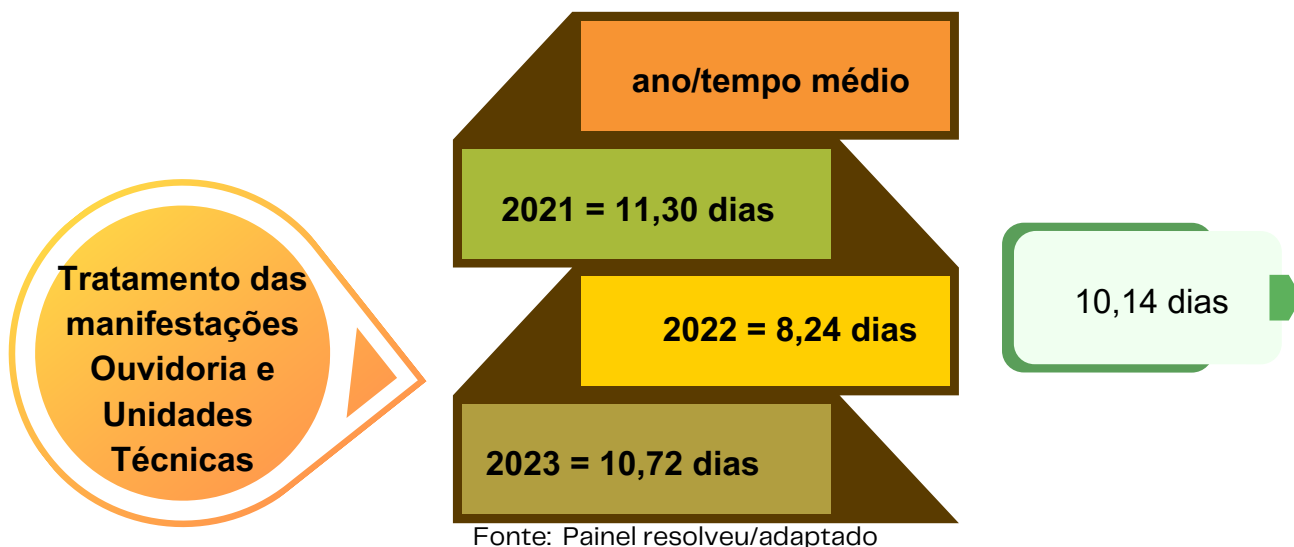 Tratamento das
manifestações
Ouvidoria e
Unidades
Técnicas
ano/tempo médio
2021 = 11,30 dias
2022 = 8,24 dias
2023 = 10,72 dias
10,14 dias
Fonte: Painel resolveu/adaptado